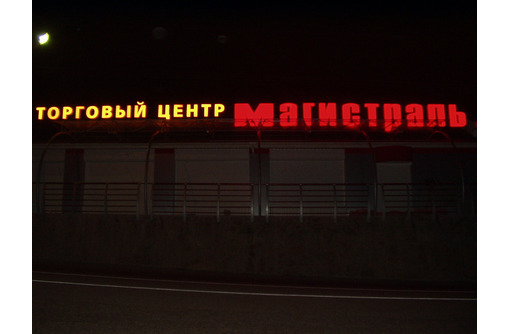 ТОРГОВЫЙ ЦЕНТР Магистраль